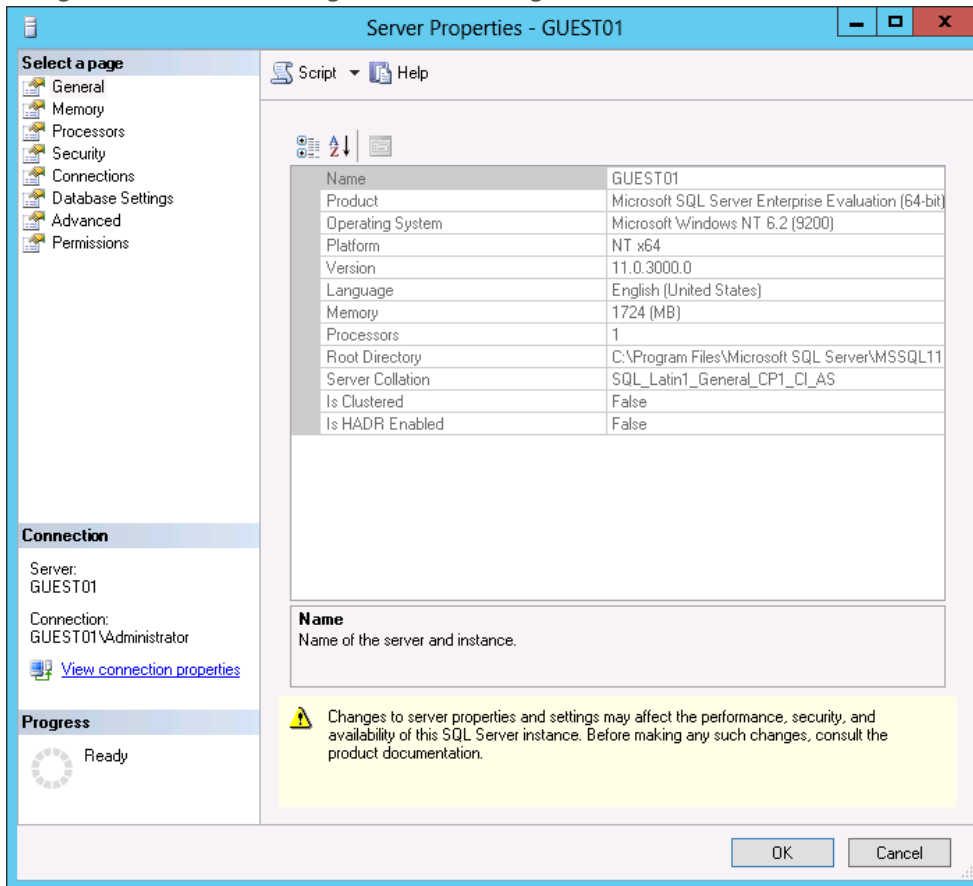 Server Properties - GUEST01
Select a page
General
Memory
Processors
Security
Connections
Database Settings
Advanced
Permissions
Script Help
Name GUEST01
Product Microsoft SQL Server Enterprise Evaluation (64-bit)
Operating System Microsoft Windows NT 6.2 (9200)
Platform NT x64
Version 11.0.3000.0
Language English (United States)
Memory 1724 (MB)
Processors 1
Root Directory C:\Program Files\Microsoft SQL Server\MSSQL11
Server Collation SQL_Latin1_General_CP1_CI_AS
Is Clustered False
Is HADR Enabled False
Name
Name of the server and instance.
Connection
Server:
GUEST01
Connection:
GUEST01\Administrator
View connection properties
Progress
Ready
Changes to server properties and settings may affect the performance, security, and
availability of this SQL Server instance. Before making any such changes, consult the
product documentation.
OK Cancel